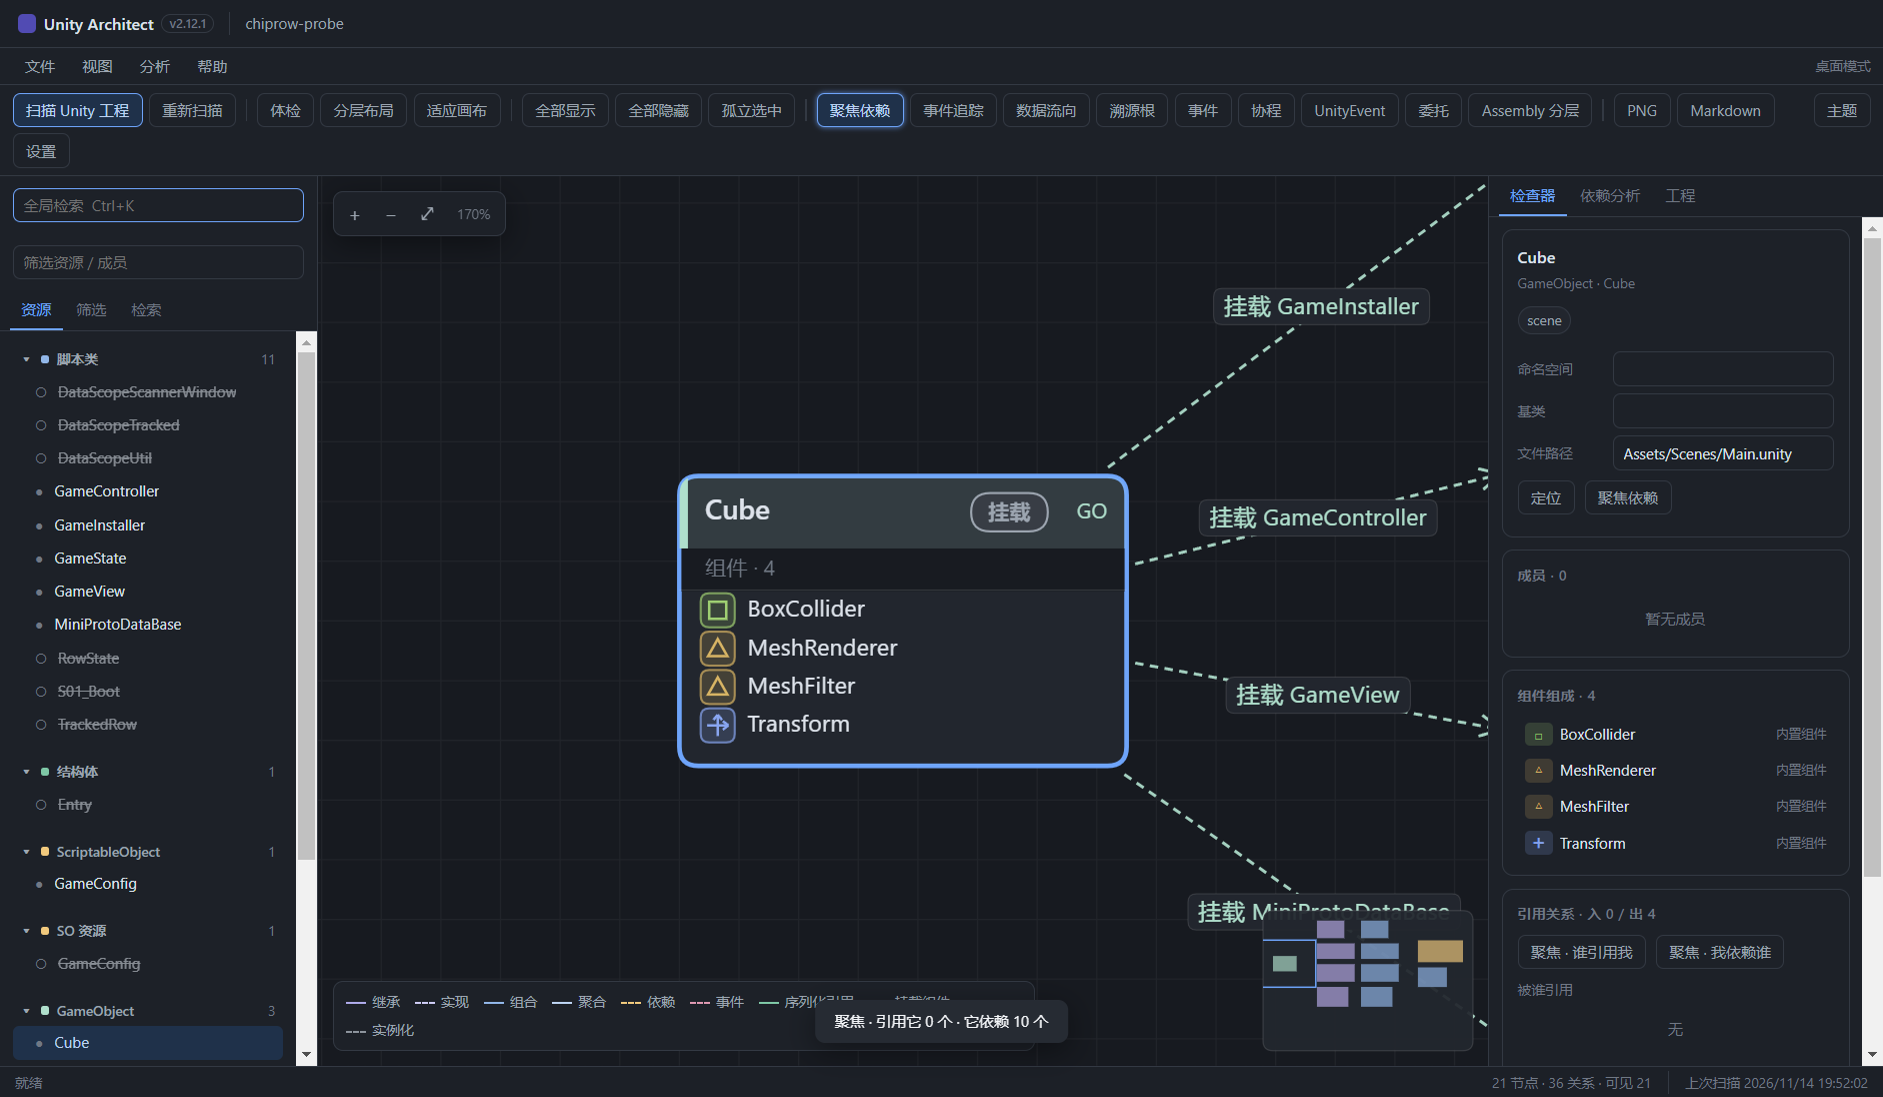 Unity Architect v2.12.1 chiprow-probe
文件 视图 分析 帮助 桌面模式
扫描 Unity 工程 重新扫描 体检 分层布局 适应画布 全部显示 全部隐藏 孤立选中 聚焦依赖 事件追踪 数据流向 溯源根 事件 协程 UnityEvent 委托 Assembly 分层 PNG Markdown 主题
设置
全局检索 Ctrl+K
筛选资源 / 成员
资源 筛选 检索
脚本类 11
DataScopeScannerWindow
DataScopeTracked
DataScopeUtil
GameController
GameInstaller
GameState
GameView
MiniProtoDataBase
RowState
S01_Boot
TrackedRow
结构体 1
Entry
ScriptableObject 1
GameConfig
SO 资源 1
GameConfig
GameObject 3
Cube
+ − 170%
挂载 GameInstaller
挂载 GameController
挂载 GameView
挂载 MiniProtoDataBase
Cube 挂载 GO
组件 · 4
BoxCollider
MeshRenderer
MeshFilter
Transform
继承 实现 组合 聚合 依赖 事件 序列化引用 挂载组件
实例化
聚焦 · 引用它 0 个 · 它依赖 10 个
检查器 依赖分析 工程
Cube
GameObject · Cube
scene
命名空间
基类
文件路径 Assets/Scenes/Main.unity
定位 聚焦依赖
成员 · 0
暂无成员
组件组成 · 4
BoxCollider 内置组件
MeshRenderer 内置组件
MeshFilter 内置组件
Transform 内置组件
引用关系 · 入 0 / 出 4
聚焦 · 谁引用我 聚焦 · 我依赖谁
被谁引用
无
就绪 21 节点 · 36 关系 · 可见 21 上次扫描 2026/11/14 19:52:02